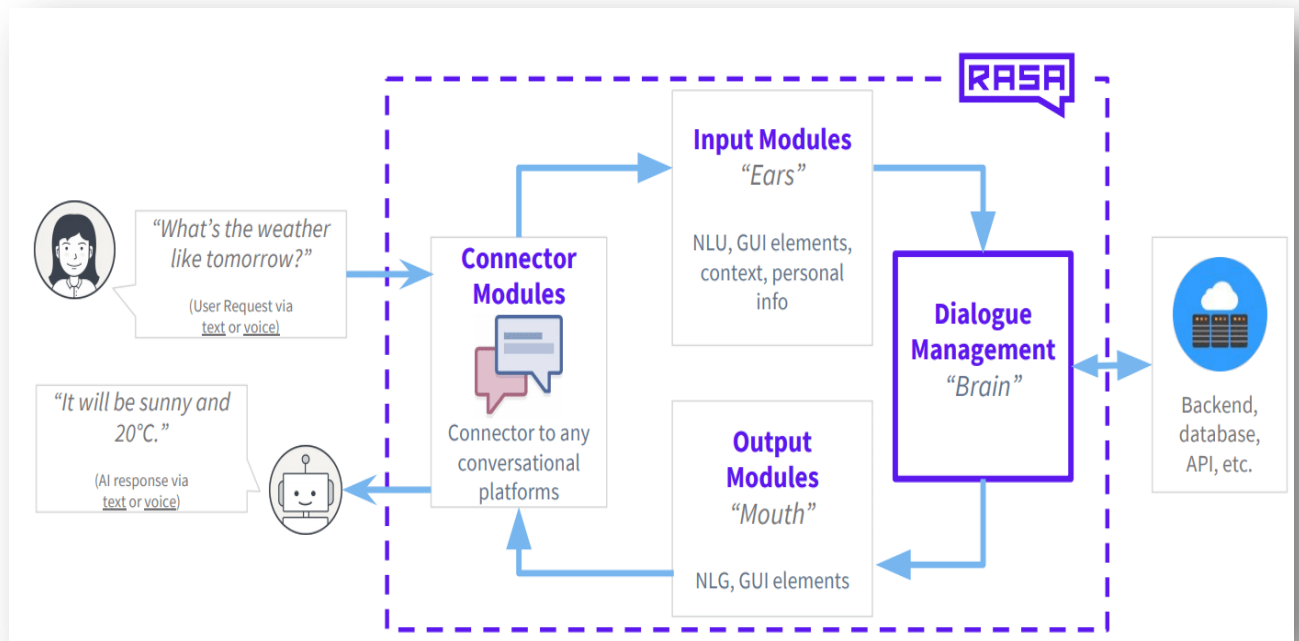 RASA
“What’s the weather
like tomorrow?”
(User Request via
text or voice)
“It will be sunny and
20°C.”
(AI response via
text or voice)
Connector
Modules
Connector to any
conversational
platforms
Input Modules
“Ears”
NLU, GUI elements,
context, personal
info
Dialogue
Management
“Brain”
Output
Modules
“Mouth”
NLG, GUI elements
Backend,
database,
API, etc.